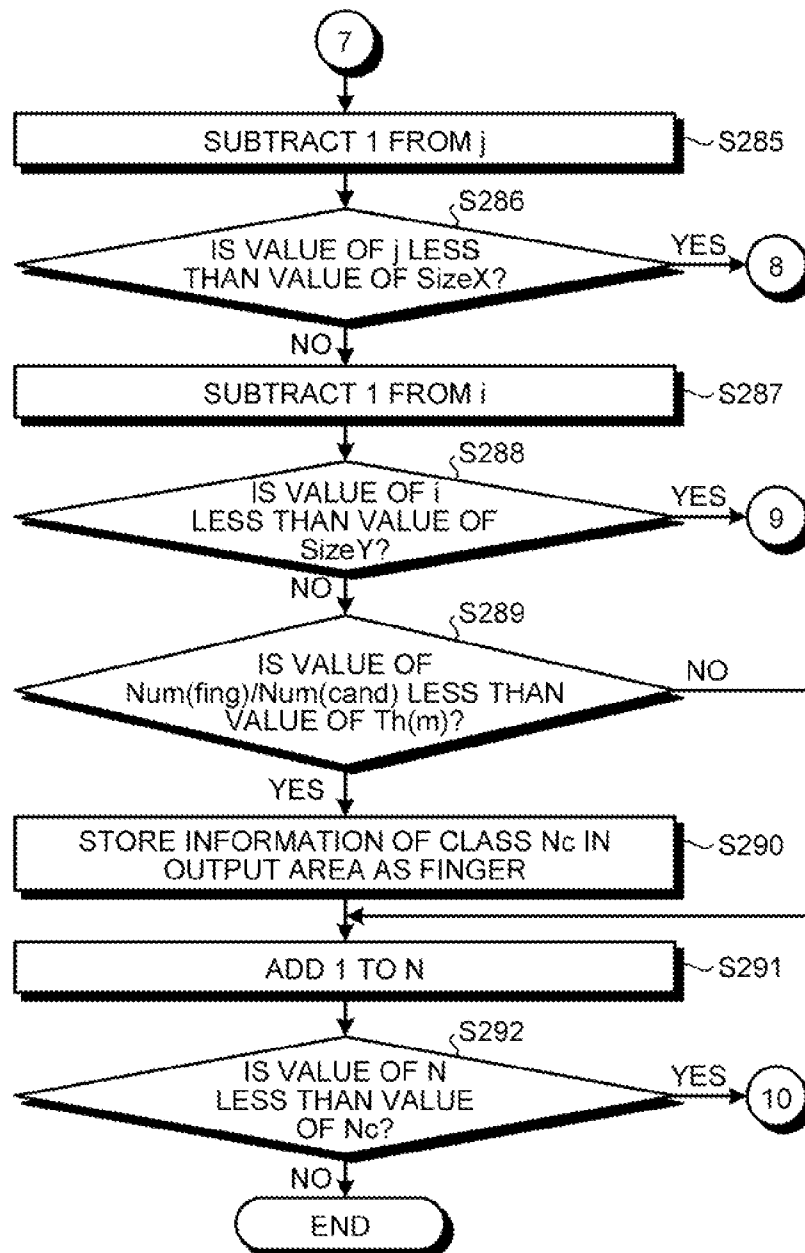 7
SUBTRACT 1 FROM j
S285
S286
IS VALUE OF j LESS
THAN VALUE OF SizeX?
YES
8
NO
SUBTRACT 1 FROM i
S287
S288
IS VALUE OF i
LESS THAN VALUE OF
SizeY?
YES
9
NO
S289
IS VALUE OF
Num(fing)/Num(cand) LESS THAN
VALUE OF Th(m)?
NO
YES
STORE INFORMATION OF CLASS Nc IN
OUTPUT AREA AS FINGER
S290
ADD 1 TO N
S291
S292
IS VALUE OF N
LESS THAN VALUE
OF Nc?
YES
10
NO
END